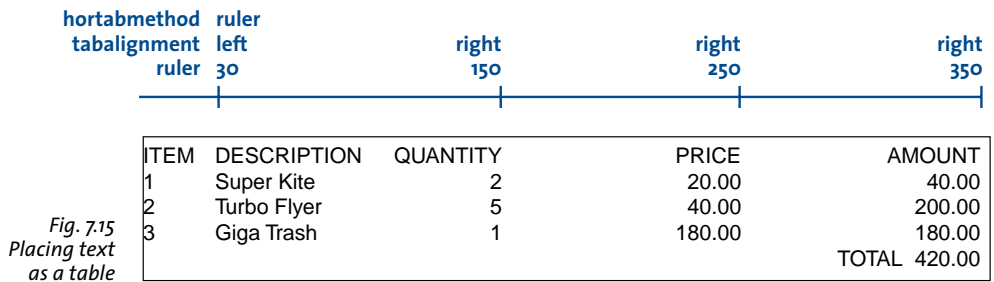 hortabmethod ruler
tabalignment left right right right
ruler 30 150 250 350
ITEM DESCRIPTION QUANTITY PRICE AMOUNT
1 Super Kite 2 20.00 40.00
2 Turbo Flyer 5 40.00 200.00
3 Giga Trash 1 180.00 180.00
TOTAL 420.00
Fig. 7.15
Placing text
as a table